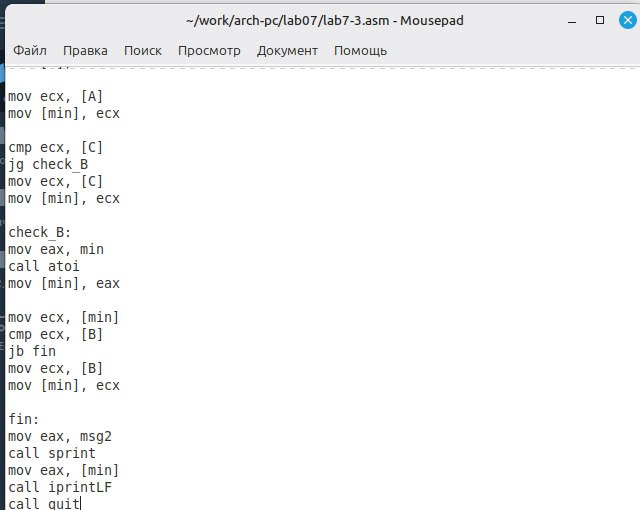 ~/work/arch-pc/lab07/lab7-3.asm - Mousepad
Файл Правка Поиск Просмотр Документ Помощь
mov ecx, [A]
mov [min], ecx
cmp ecx, [C]
jg check_B
mov ecx, [C]
mov [min], ecx
check_B:
mov eax, min
call atoi
mov [min], eax
mov ecx, [min]
cmp ecx, [B]
jb fin
mov ecx, [B]
mov [min], ecx
fin:
mov eax, msg2
call sprint
mov eax, [min]
call iprintLF
call quit